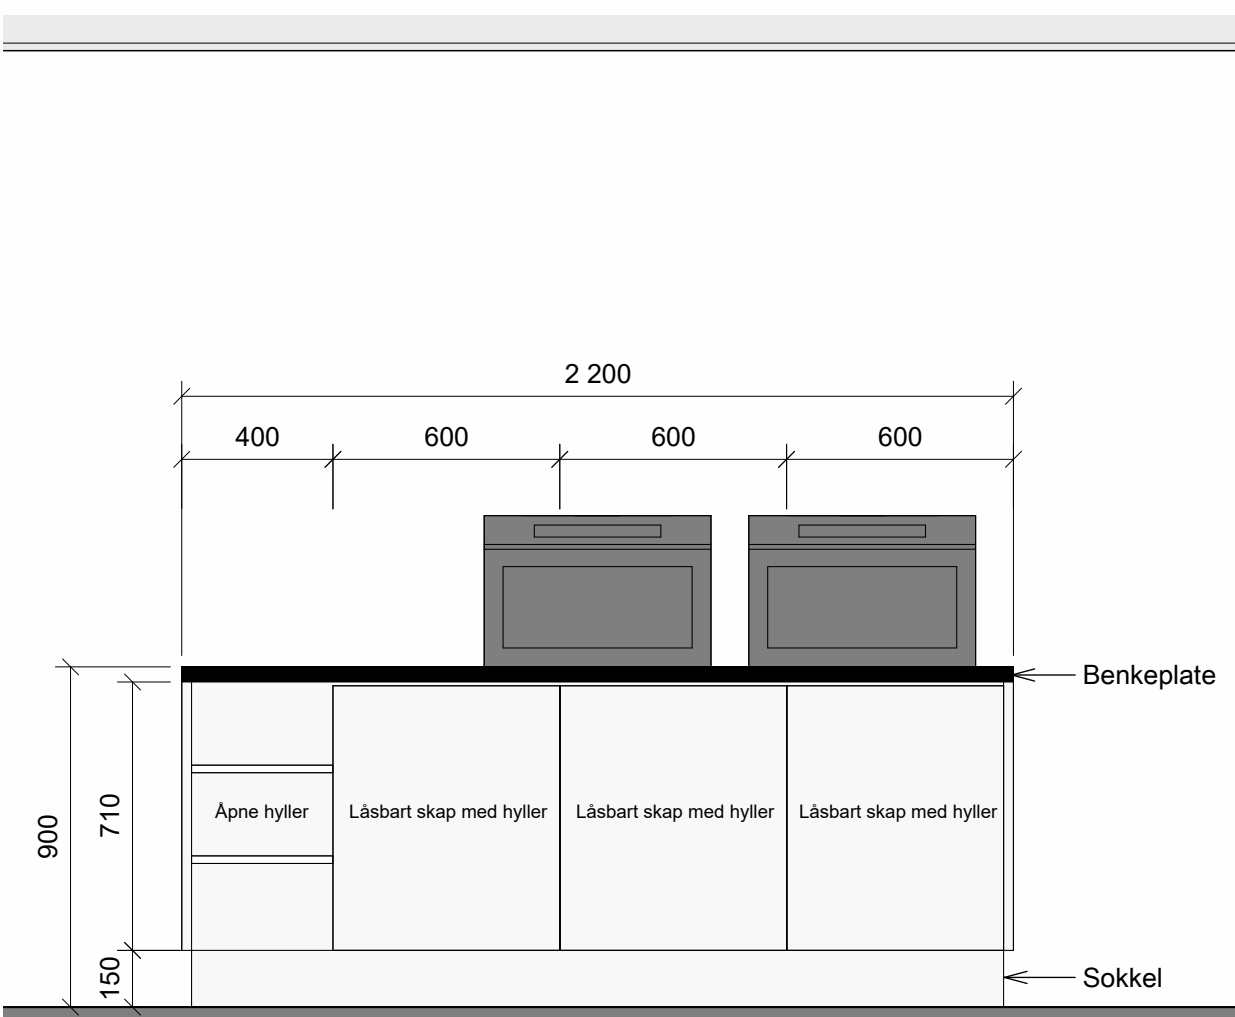 2 200
400
600
600
600
Benkeplate
900
710
Åpne hyller
Låsbart skap med hyller
Låsbart skap med hyller
Låsbart skap med hyller
150
Sokkel